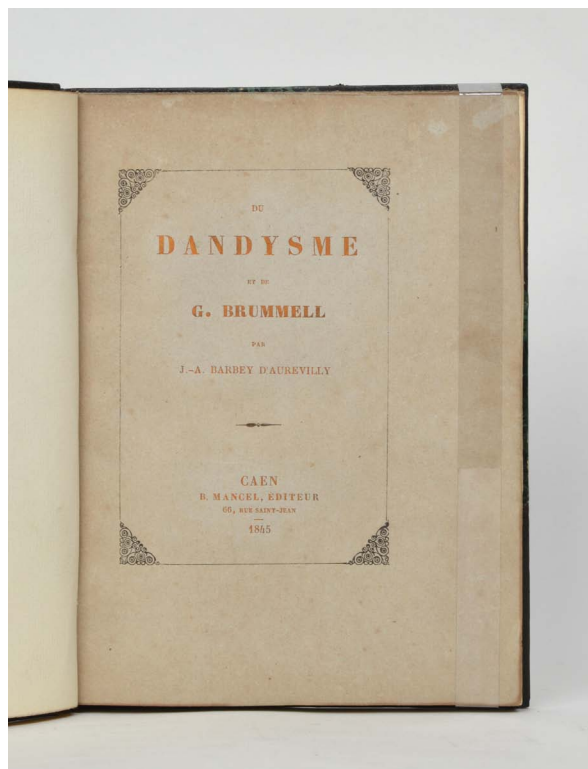 DU
DANDYSME
ET DE
G. BRUMMELL
PAR
J.-A. BARBEY D'AUREVILLY
CAEN
B. MANCEL, ÉDITEUR
66, RUE SAINT-JEAN
1845